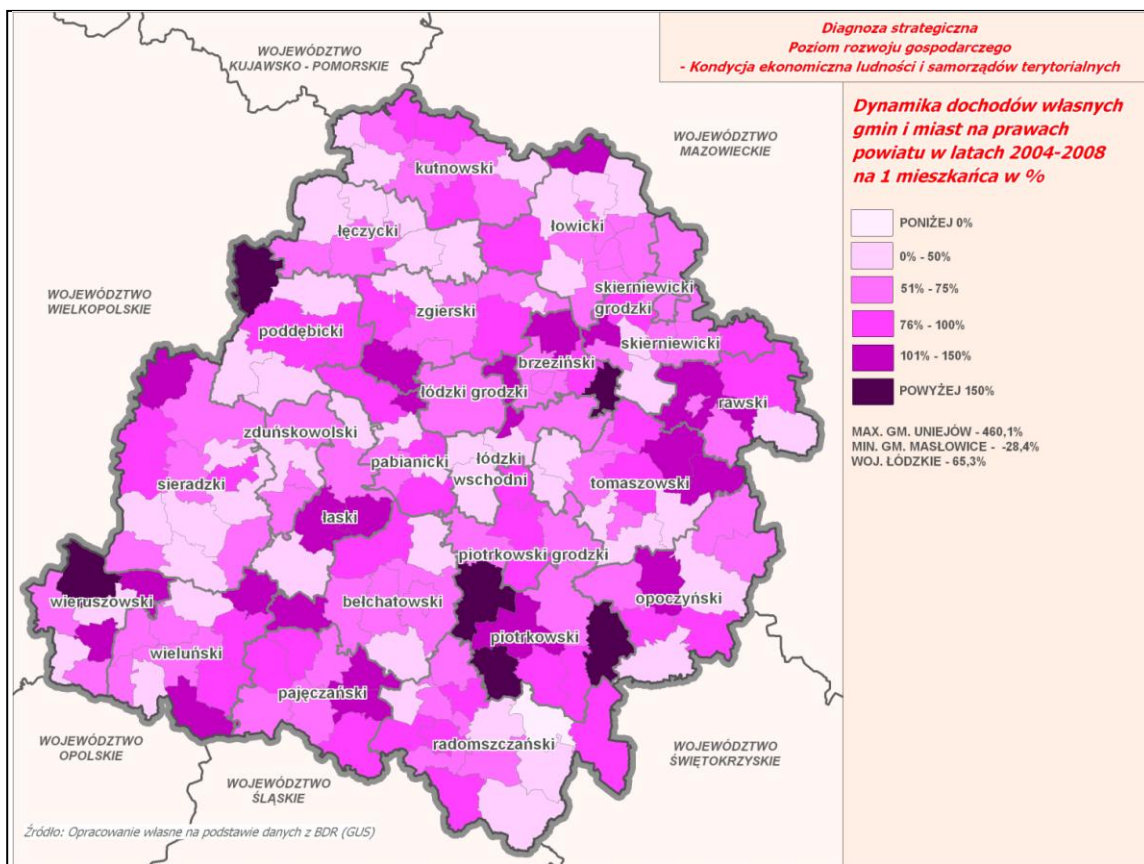 Diagnoza strategiczna
Poziom rozwoju gospodarczego
- Kondycja ekonomiczna ludności i samorządów terytorialnych
Dynamika dochodów własnych
gmin i miast na prawach
powiatu w latach 2004-2008
na 1 mieszkańca w %
PONIŻEJ 0%
0% - 50%
51% - 75%
76% - 100%
101% - 150%
POWYŻEJ 150%
MAX. GM. UNIEJÓW - 460,1%
MIN. GM. MASŁOWICE - -28,4%
WOJ. ŁÓDZKIE - 65,3%
WOJEWÓDZTWO
KUJAWSKO - POMORSKIE
WOJEWÓDZTWO
MAZOWIECKIE
WOJEWÓDZTWO
WIELKOPOLSKIE
kutnowski
łowicki
łęczycki
skierniewicki
grodzki
zgierski
poddębicki
skierniewicki
brzeziński
łódzki grodzki
rawski
zduńskowolski
pabianicki
łódzki
wschodni
sieradzki
tomaszowski
łaski
piotrkowski grodzki
wieruszowski
bełchatowski
opoczyński
piotrkowski
wieluński
pajęczański
radomszczański
WOJEWÓDZTWO
OPOLSKIE
WOJEWÓDZTWO
ŚLĄSKIE
WOJEWÓDZTWO
ŚWIĘTOKRZYSKIE
Źródło: Opracowanie własne na podstawie danych z BDR (GUS)